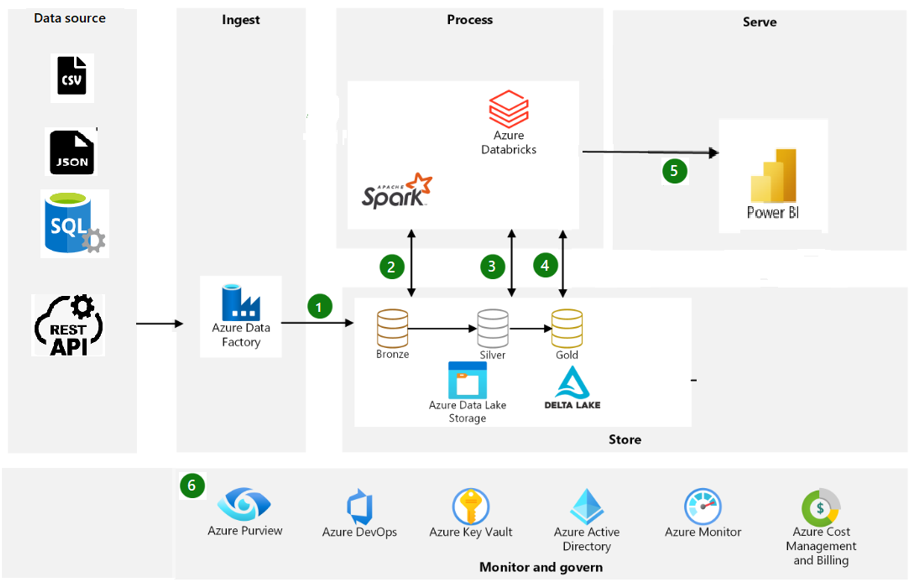 Data source
Ingest
Process
Serve
CSV
JSON
SQL
REST
API
Azure
Databricks
APACHE
Spark
5
Power BI
2
3
4
Azure Data
Factory
1
Bronze
Silver
Gold
Azure Data Lake
Storage
DELTA LAKE
Store
6
Azure Purview
Azure DevOps
Azure Key Vault
Azure Active
Directory
Azure Monitor
$
Azure Cost
Management
and Billing
Monitor and govern